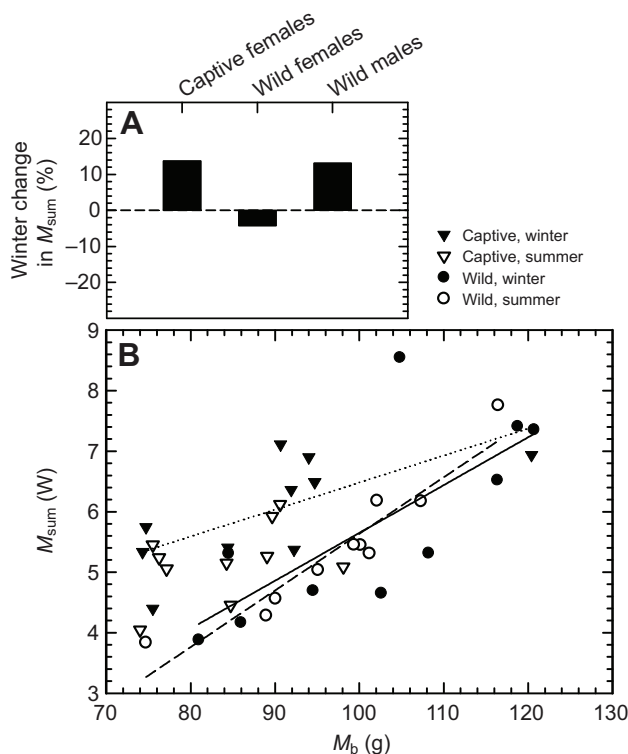 Captive females
Wild females
Wild males
A
Winter change
in Msum (%)
20
10
0
−10
−20
Captive, winter
Captive, summer
Wild, winter
Wild, summer
B
Msum (W)
9
8
7
6
5
4
3
70 80 90 100 110 120 130
Mb (g)